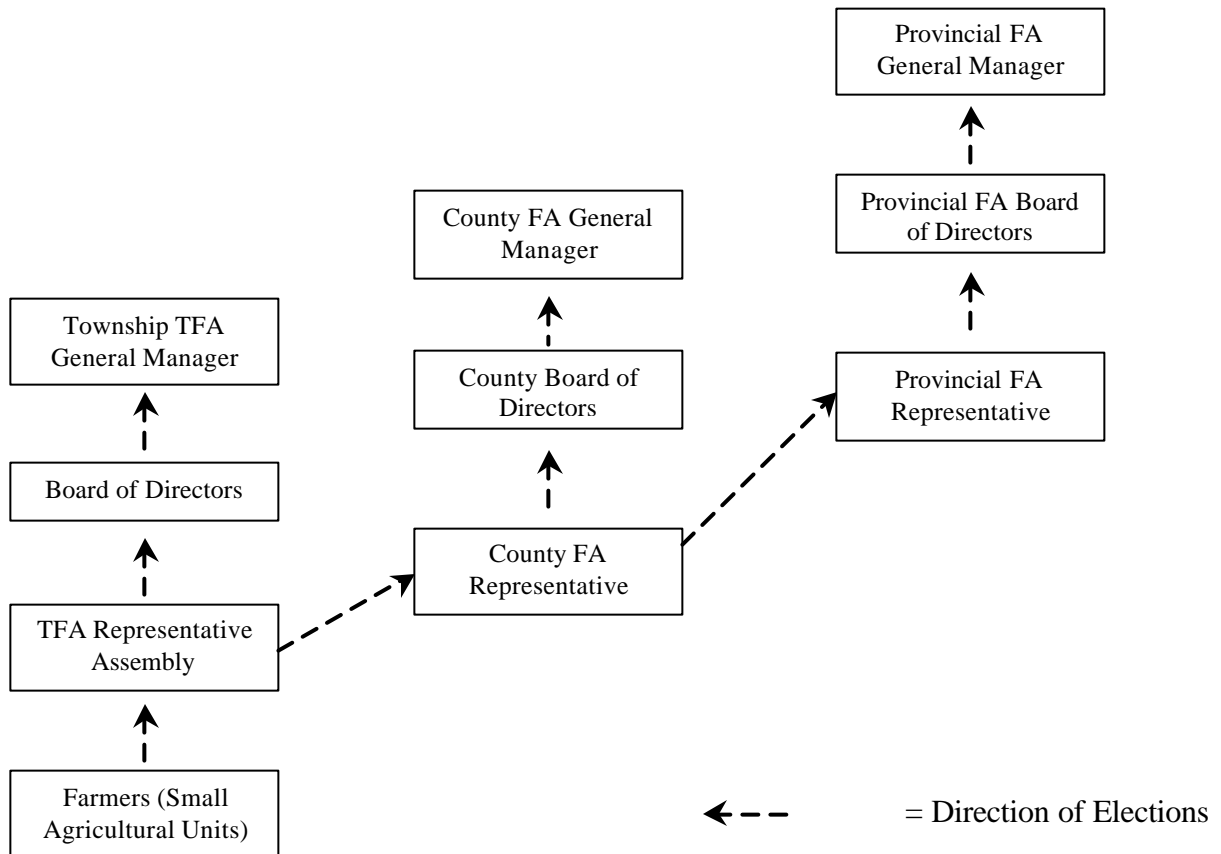 Provincial FA
General Manager
Provincial FA Board
of Directors
County FA General
Manager
Township TFA
General Manager
County Board of
Directors
Provincial FA
Representative
Board of Directors
County FA
Representative
TFA Representative
Assembly
Farmers (Small
Agricultural Units)
= Direction of Elections